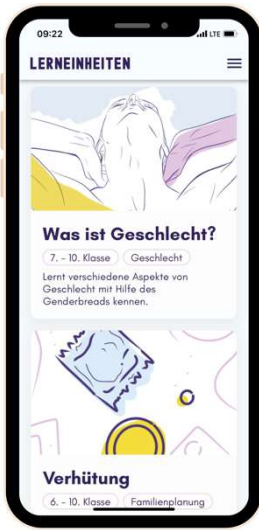 09:22
LTE
LERNEINHEITEN
Was ist Geschlecht?
7. – 10. Klasse Geschlecht
Lernt verschiedene Aspekte von
Geschlecht mit Hilfe des
Genderbreads kennen.
Verhütung
6. – 10. Klasse Familienplanung